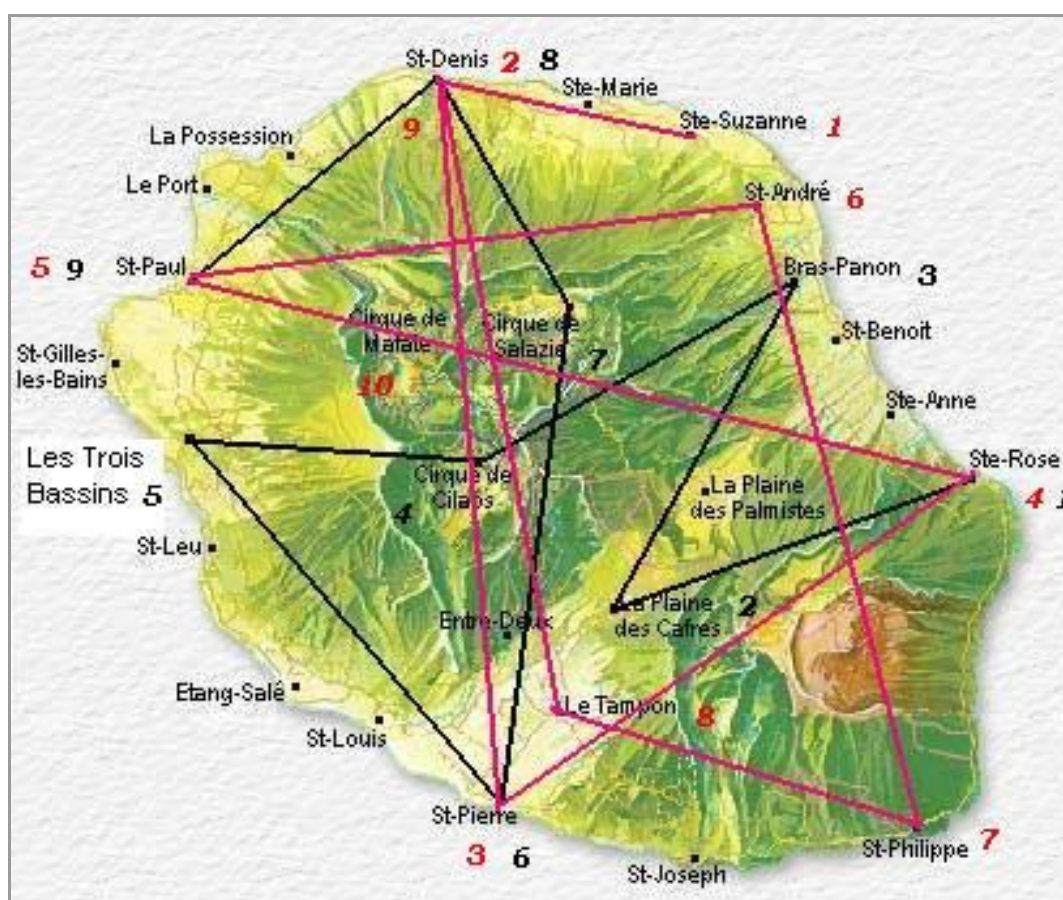 St-Denis 2 8
Ste-Marie
9
Ste-Suzanne 1
La Possession
Le Port
St-André 6
5 9 St-Paul
Bras-Panon 3
Cirque de
Mafate
Cirque de
Salazie
7
St-Benoit
St-Gilles-
les-Bains
10
Ste-Anne
Les Trois
Bassins 5
Cirque de
Cilaos
4
Ste-Rose
4 1
La Plaine
des Palmistes
St-Leu
La Plaine 2
des Cafres
Entre-Deux
Etang-Salé
Le Tampon 8
St-Louis
St-Pierre
3 6
St-Philippe 7
St-Joseph